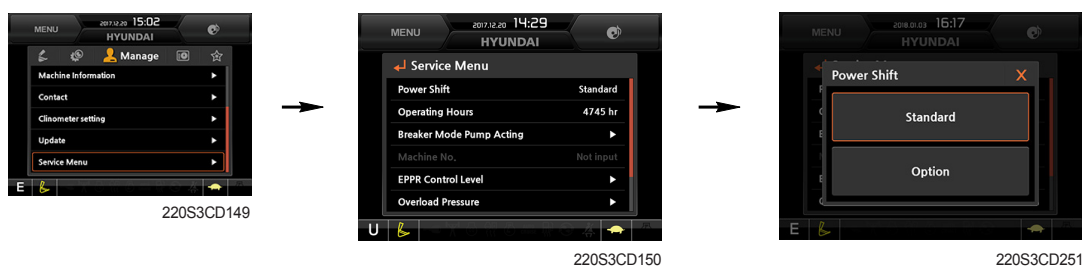 MENU
2017.12.20 15:02
HYUNDAI
Manage
Machine Information
Contact
Clinometer setting
Update
Service Menu
E
220S3CD149
MENU
2017.12.20 14:29
HYUNDAI
Service Menu
Power Shift Standard
Operating Hours 4745 hr
Breaker Mode Pump Acting
Machine No. Not input
EPPR Control Level
Overload Pressure
U
220S3CD150
MENU
2018.01.03 16:17
HYUNDAI
Power Shift X
Standard
Option
E
220S3CD251